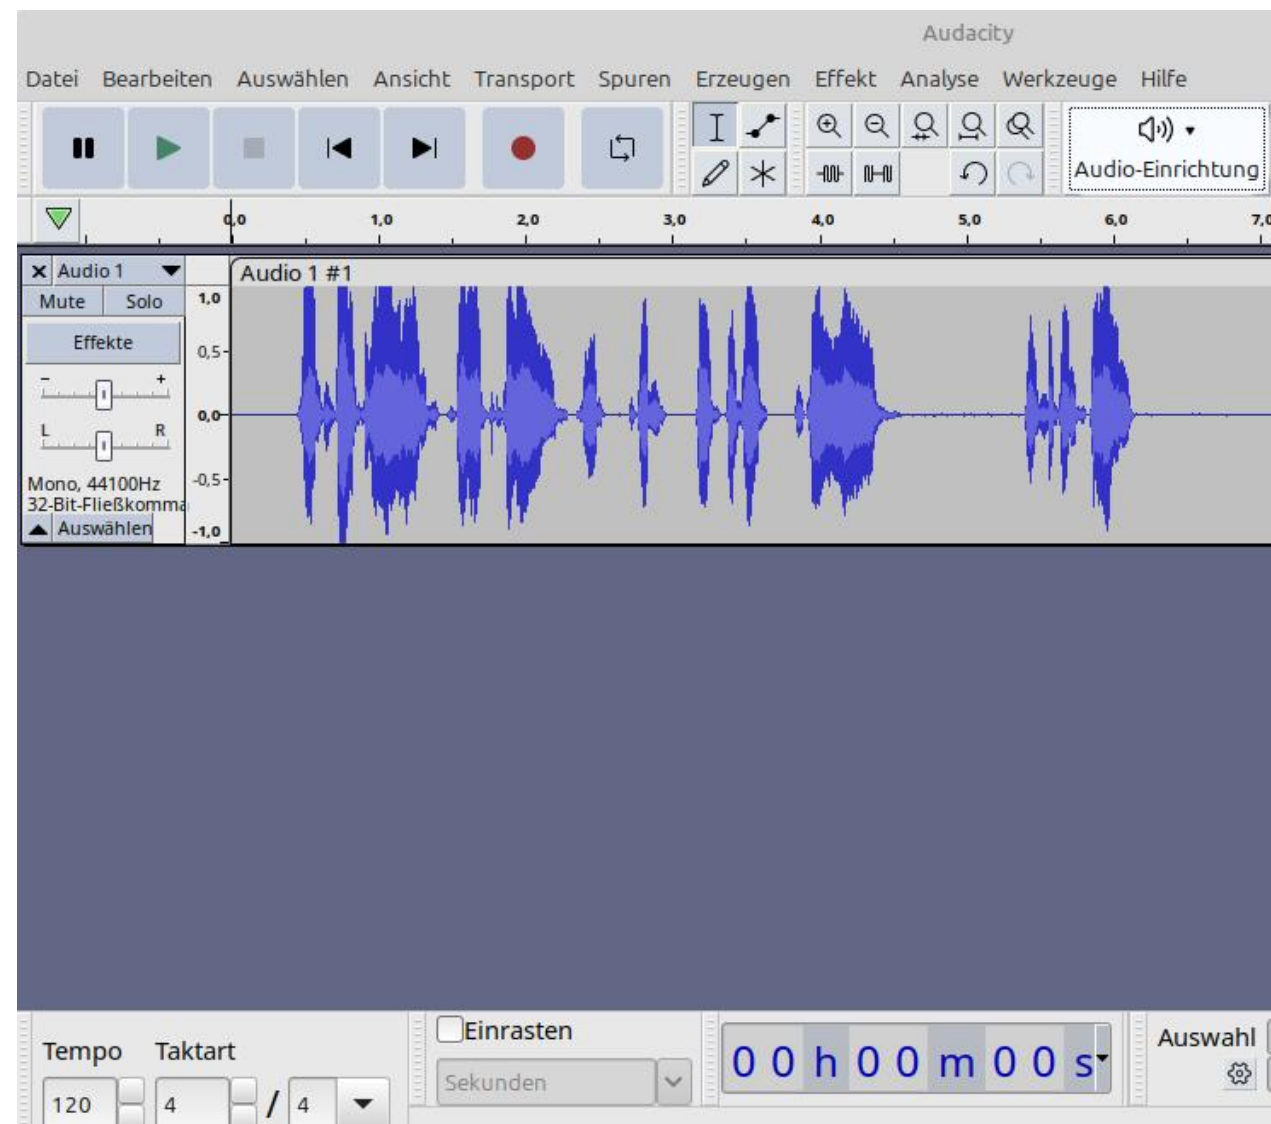 Audacity
Datei Bearbeiten Auswählen Ansicht Transport Spuren Erzeugen Effekt Analyse Werkzeuge Hilfe
Audio-Einrichtung
0,0 1,0 2,0 3,0 4,0 5,0 6,0 7,0
Audio 1
Audio 1 #1
Mute Solo
1,0
Effekte
0,5
- +
0,0
L R
-0,5
Mono, 44100Hz
32-Bit-Fließkomma
Auswählen
-1,0
Einrasten
Tempo Taktart
Auswahl
00h00m00s
Sekunden
120 4 / 4